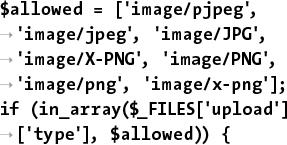 $allowed = ['image/pjpeg',
→'image/jpeg', 'image/JPG',
→'image/X-PNG', 'image/PNG',
→'image/png', 'image/x-png'];
if (in_array($_FILES['upload']
→['type'], $allowed)) {